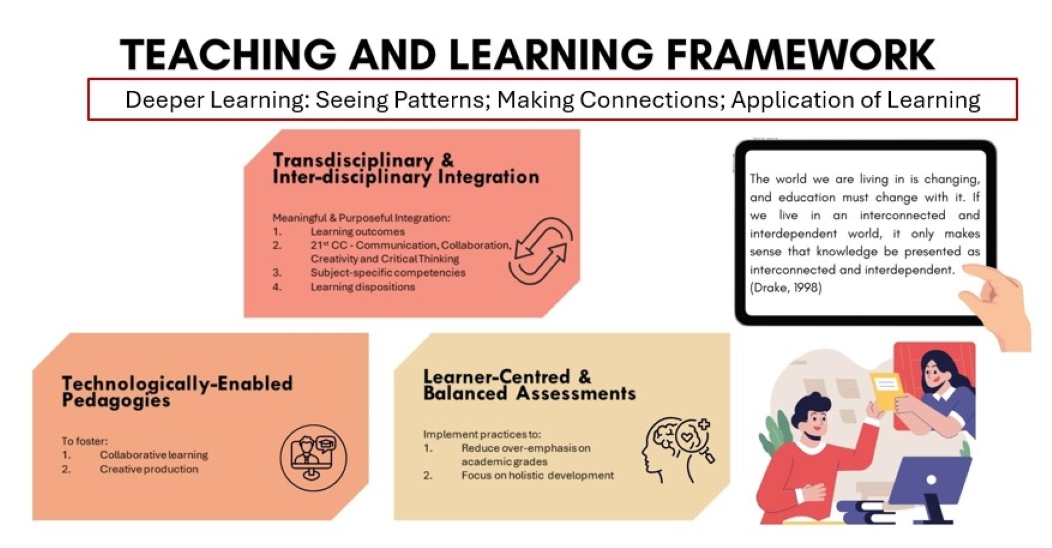 TEACHING AND LEARNING FRAMEWORK
Deeper Learning: Seeing Patterns; Making Connections; Application of Learning
Transdisciplinary &
Inter-disciplinary Integration
Meaningful & Purposeful Integration:
1. Learning outcomes
2. 21st CC - Communication, Collaboration,
Creativity and Critical Thinking
3. Subject-specific competencies
4. Learning dispositions
The world we are living in is changing,
and education must change with it. If
we live in an interconnected and
interdependent world, it only makes
sense that knowledge be presented as
interconnected and interdependent.
(Drake, 1998)
Technologically-Enabled
Pedagogies
To foster:
1. Collaborative learning
2. Creative production
Learner-Centred &
Balanced Assessments
Implement practices to:
1. Reduce over-emphasis on
academic grades
2. Focus on holistic development